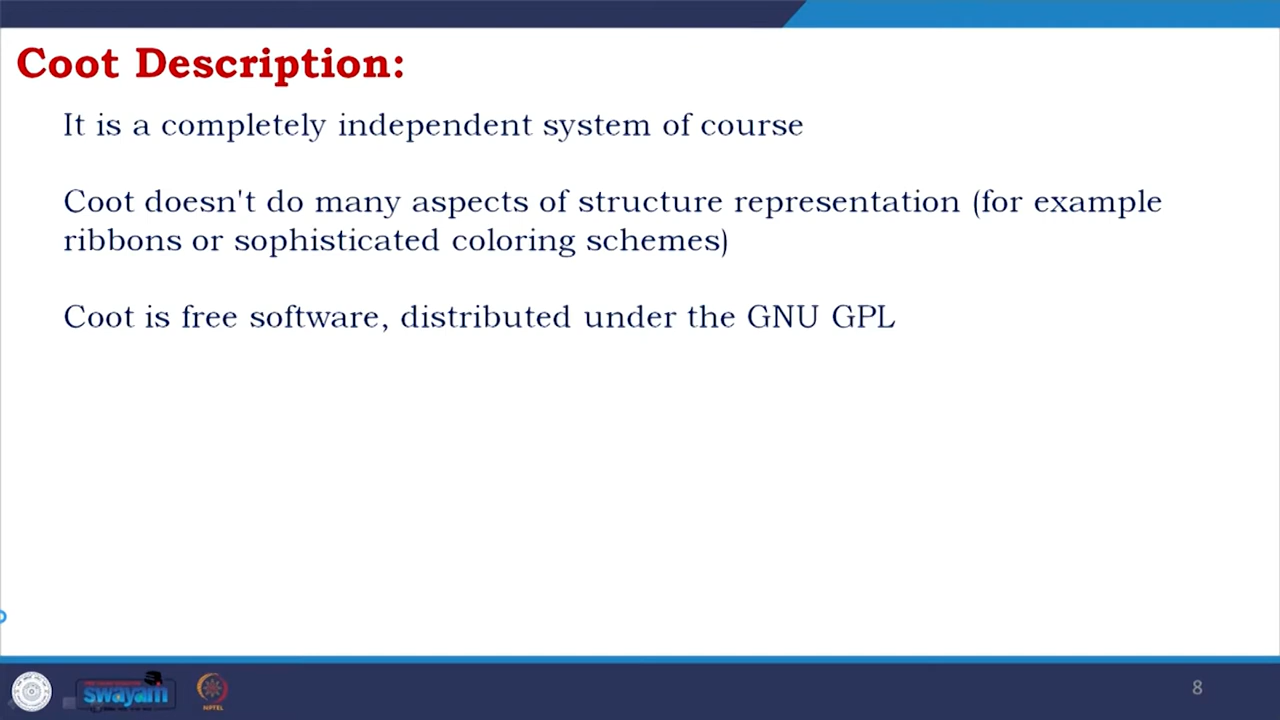 Coot Description:
It is a completely independent system of course
Coot doesn't do many aspects of structure representation (for example
ribbons or sophisticated coloring schemes)
Coot is free software, distributed under the GNU GPL
swayam
NPTEL
8